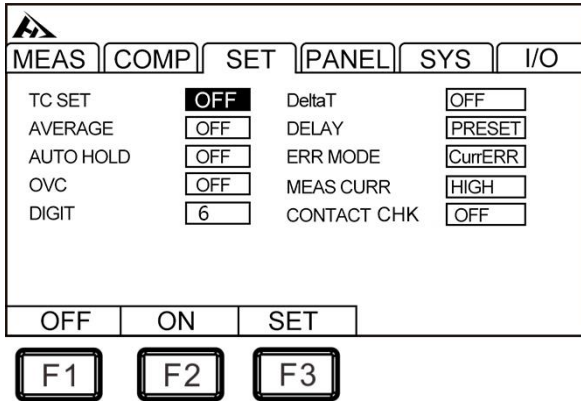 MEAS COMP SET PANEL SYS I/O
TC SET OFF DeltaT OFF
AVERAGE OFF DELAY PRESET
AUTO HOLD OFF ERR MODE CurrERR
OVC OFF MEAS CURR HIGH
DIGIT 6 CONTACT CHK OFF
OFF ON SET
F1 F2 F3